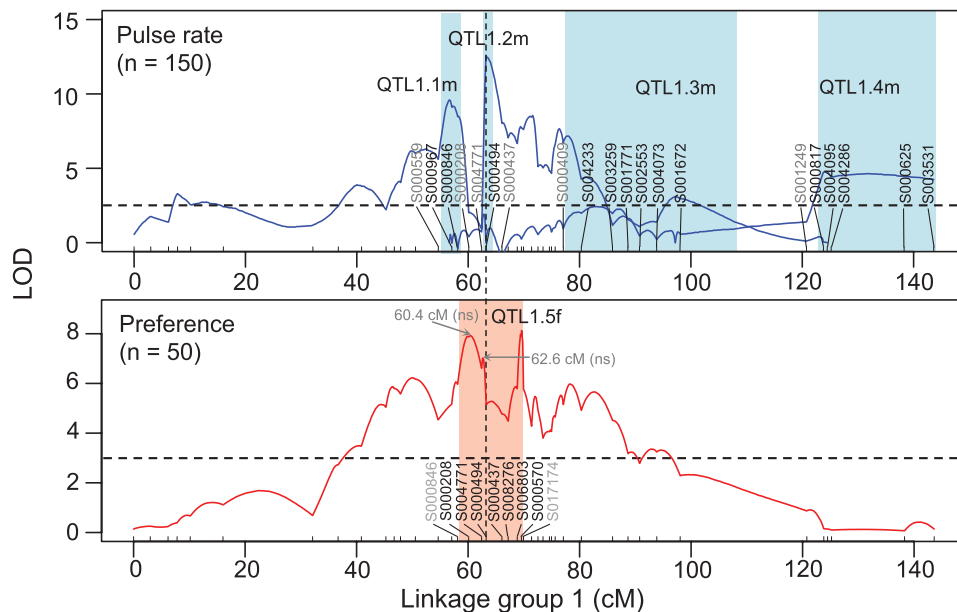 15
10
5
0
LOD
Pulse rate
(n = 150)
QTL1.1m
QTL1.2m
QTL1.3m
QTL1.4m
S000559
S000967
S000846
S000208
S004771
S000494
S000437
S000409
S004233
S003259
S001771
S002553
S004073
S001672
S001249
S000817
S004095
S004286
S000625
S003531
0 20 40 60 80 100 120 140
8
6
4
2
0
Preference
(n = 50)
60.4 cM (ns)
QTL1.5f
62.6 cM (ns)
S000846
S000208
S004771
S000494
S000437
S008276
S006803
S000570
S017174
0 20 40 60 80 100 120 140
Linkage group 1 (cM)